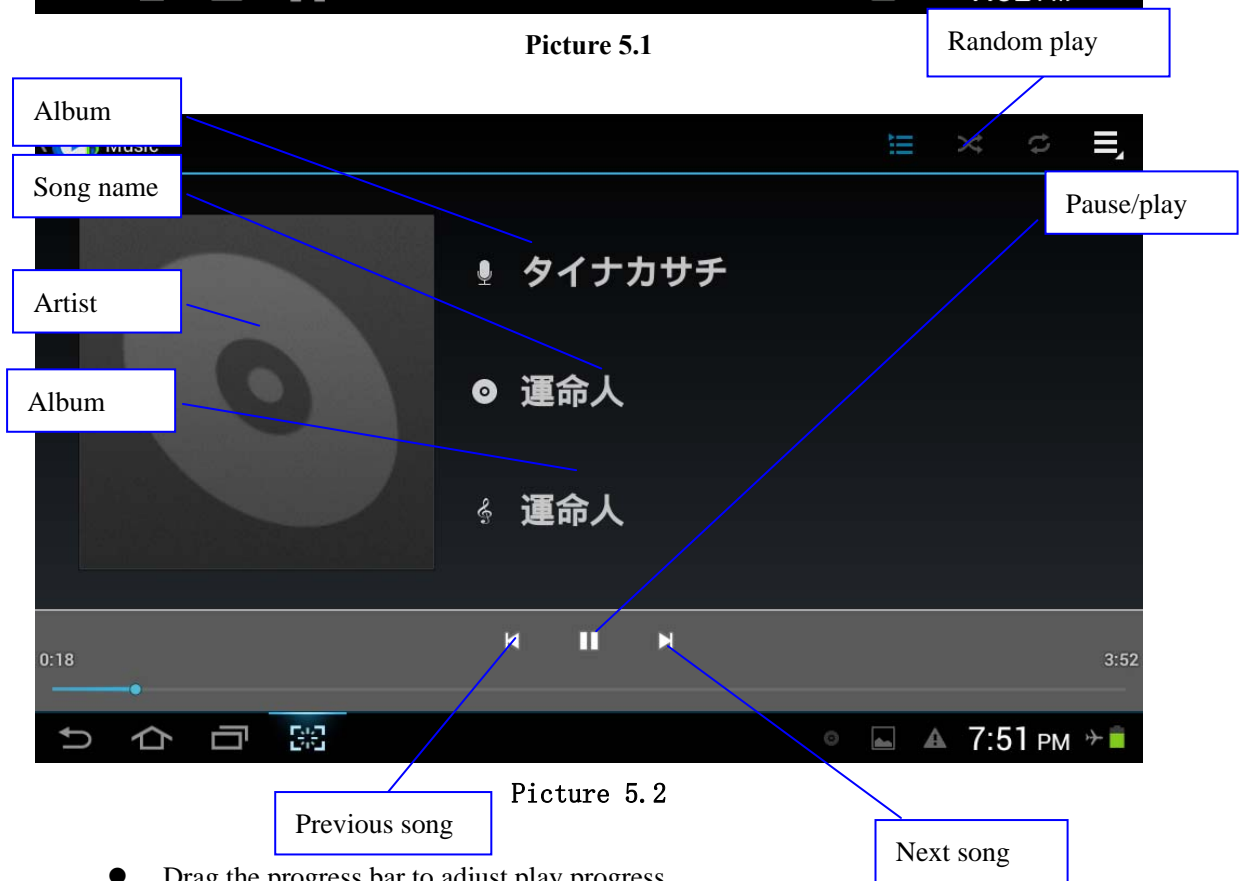 Picture 5.1
Random play
Album
Music
Song name
Pause/play
タイナカサチ
Artist
運命人
Album
運命人
0:18
3:52
7:51 PM
Picture 5.2
Previous song
Next song
Drag the progress bar to adjust play progress